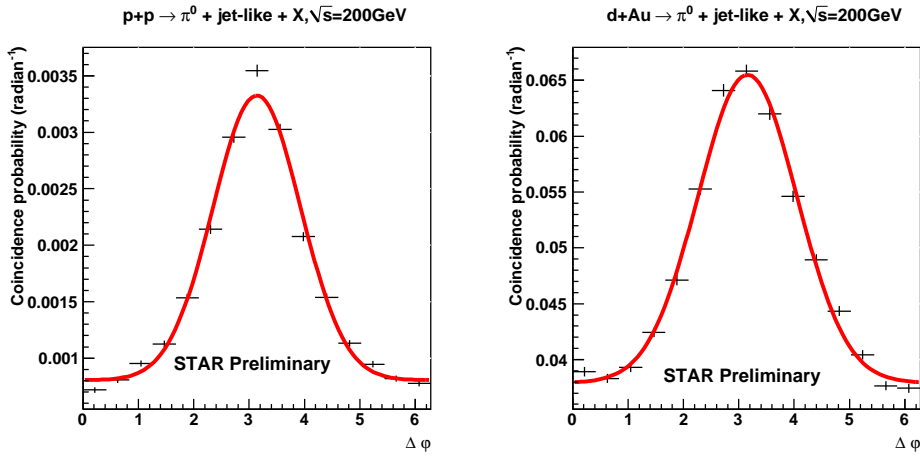 p+p → π⁰ + jet-like + X,√s=200GeV
Coincidence probability (radian⁻¹)
0.0035
0.003
0.0025
0.002
0.0015
0.001
STAR Preliminary
0 1 2 3 4 5 6
Δ φ
d+Au → π⁰ + jet-like + X,√s=200GeV
Coincidence probability (radian⁻¹)
0.065
0.06
0.055
0.05
0.045
0.04
STAR Preliminary
0 1 2 3 4 5 6
Δ φ